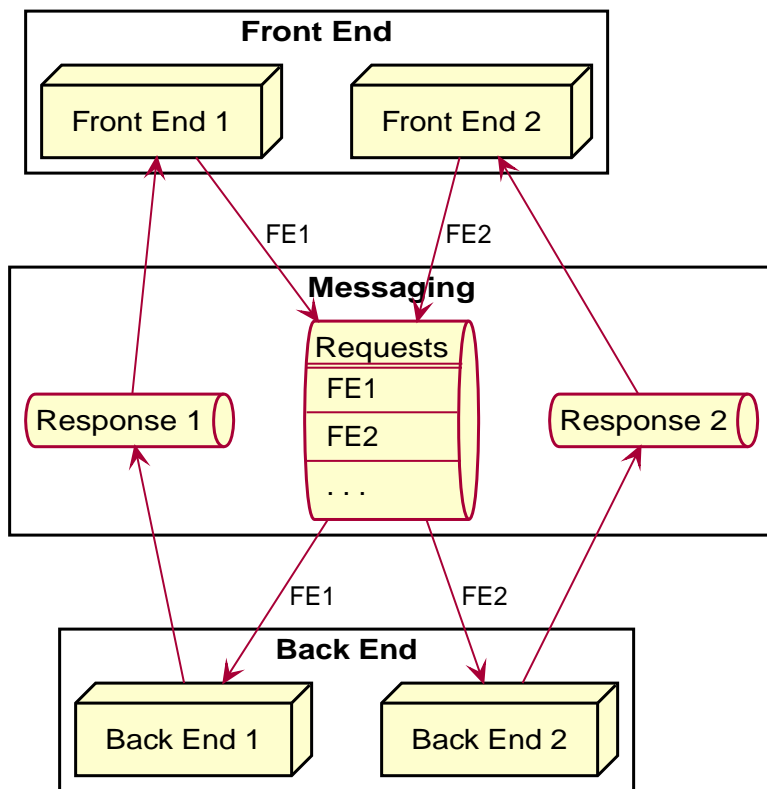 Front End
Front End 1
Front End 2
FE1
FE2
Messaging
Requests
FE1
FE2
. . .
Response 1
Response 2
FE1
FE2
Back End
Back End 1
Back End 2